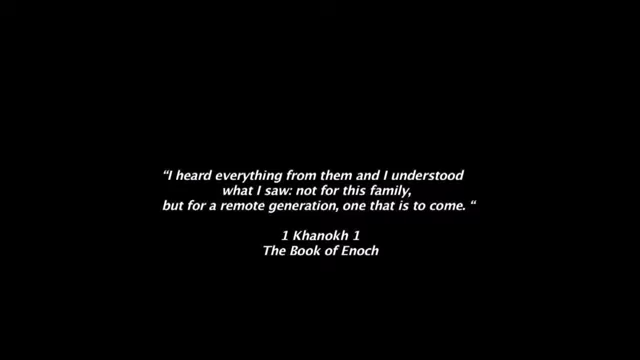 “I heard everything from them and I understood
what I saw: not for this family,
but for a remote generation, one that is to come. “
1 Khanokh 1
The Book of Enoch